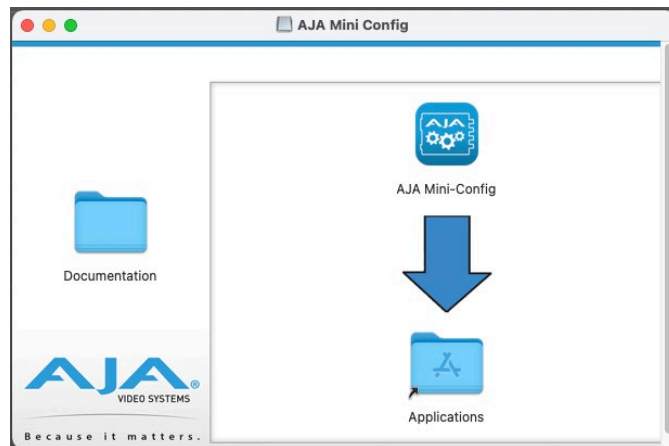 AJA Mini Config
AJA
AJA Mini-Config
Documentation
AJA®
VIDEO SYSTEMS
Because it matters.
Applications